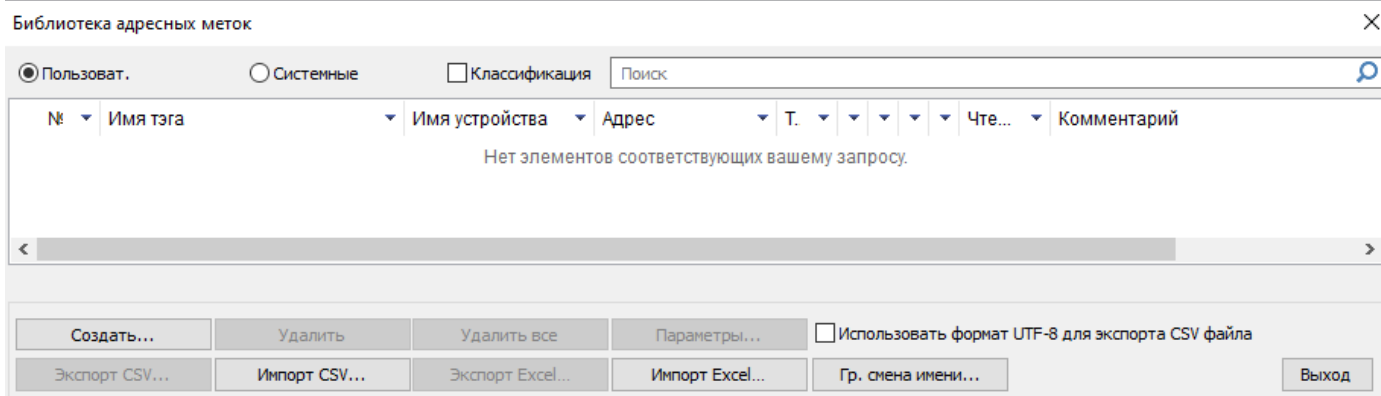 Библиотека адресных меток
Пользоват. Системные Классификация Поиск
№ Имя тэга Имя устройства Адрес Т. Чте... Комментарий
Нет элементов соответствующих вашему запросу.
Создать... Удалить Удалить все Параметры... Использовать формат UTF-8 для экспорта CSV файла
Экспорт CSV... Импорт CSV... Экспорт Excel... Импорт Excel... Гр. смена имени... Выход